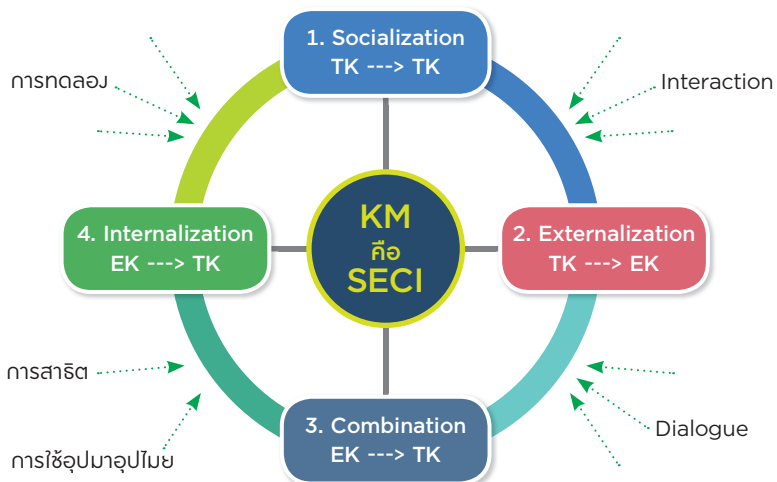 1. Socialization
TK ---> TK
การทดลอง
Interaction
KM
คือ
SECI
4. Internalization
EK ---> TK
2. Externalization
TK ---> EK
การสาธิต
3. Combination
EK ---> TK
Dialogue
การใช้อุปมาอุปไมย